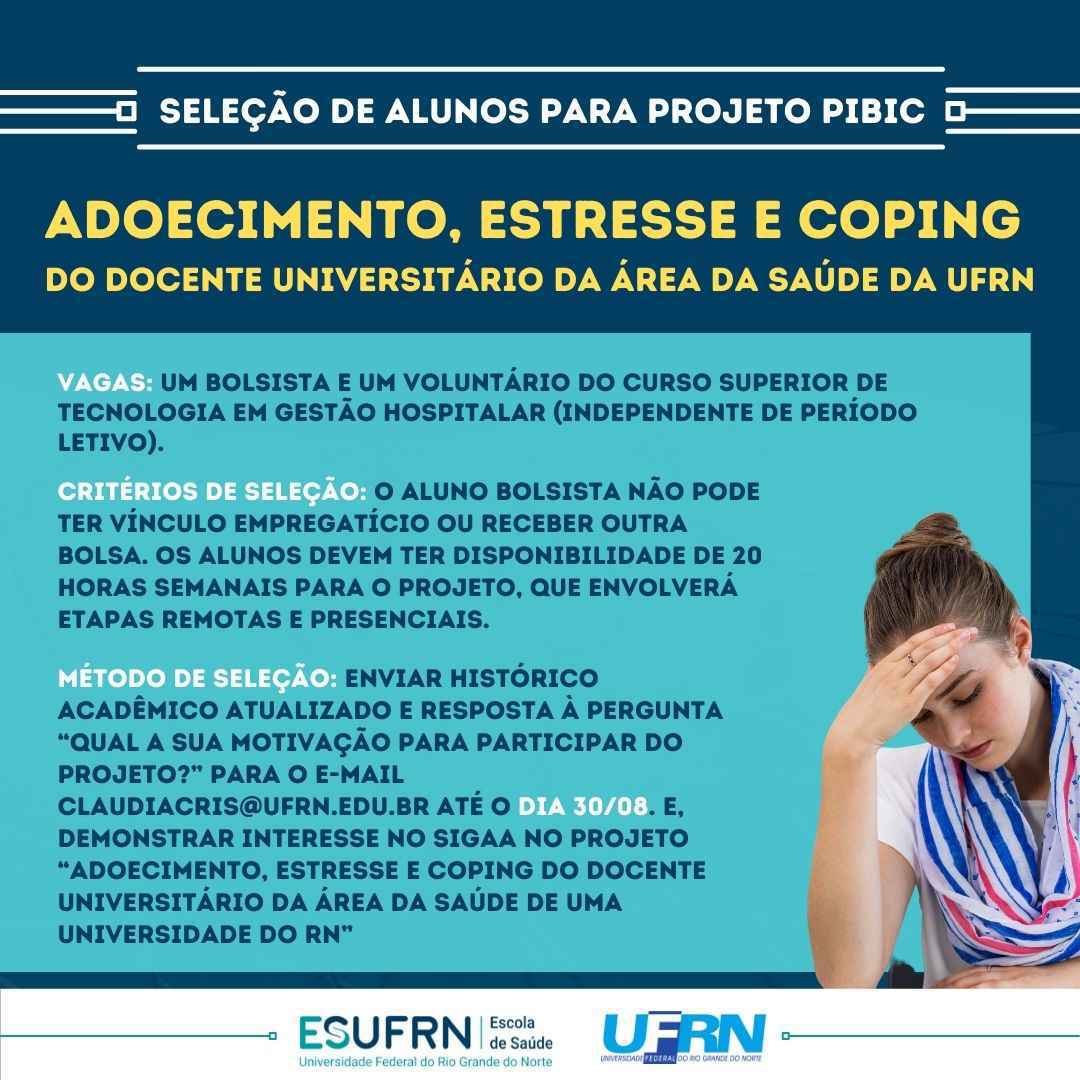 SELEÇÃO DE ALUNOS PARA PROJETO PIBIC
ADOECIMENTO, ESTRESSE E COPING
DO DOCENTE UNIVERSITÁRIO DA ÁREA DA SAÚDE DA UFRN
VAGAS: UM BOLSISTA E UM VOLUNTÁRIO DO CURSO SUPERIOR DE
TECNOLOGIA EM GESTÃO HOSPITALAR (INDEPENDENTE DE PERÍODO
LETIVO).
CRITÉRIOS DE SELEÇÃO: O ALUNO BOLSISTA NÃO PODE
TER VÍNCULO EMPREGATÍCIO OU RECEBER OUTRA
BOLSA. OS ALUNOS DEVEM TER DISPONIBILIDADE DE 20
HORAS SEMANAIS PARA O PROJETO, QUE ENVOLVERÁ
ETAPAS REMOTAS E PRESENCIAIS.
MÉTODO DE SELEÇÃO: ENVIAR HISTÓRICO
ACADÊMICO ATUALIZADO E RESPOSTA À PERGUNTA
“QUAL A SUA MOTIVAÇÃO PARA PARTICIPAR DO
PROJETO?” PARA O E-MAIL
CLAUDIACRIS@UFRN.EDU.BR ATÉ O DIA 30/08. E,
DEMONSTRAR INTERESSE NO SIGAA NO PROJETO
“ADOECIMENTO, ESTRESSE E COPING DO DOCENTE
UNIVERSITÁRIO DA ÁREA DA SAÚDE DE UMA
UNIVERSIDADE DO RN”
ESUFRN Escola
de Saúde
Universidade Federal do Rio Grande do Norte
UFRN
UNIVERSIDADE FEDERAL DO RIO GRANDE DO NORTE